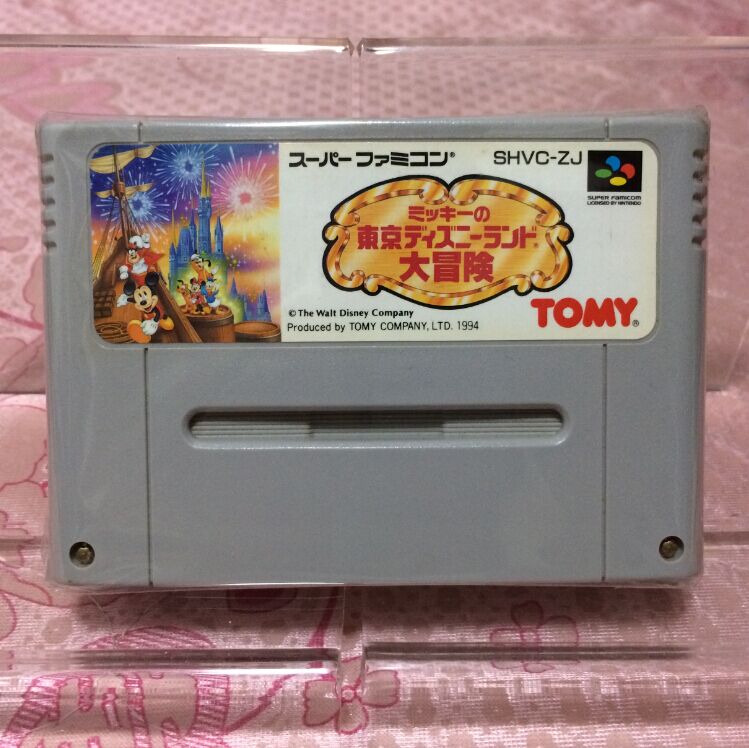 スーパーファミコン®
SHVC-ZJ
SUPER FAMICOM
LICENSED BY NINTENDO
ミッキーの
東京ディズニーランド®
大冒険
© The Walt Disney Company
Produced by TOMY COMPANY, LTD. 1994
TOMY®